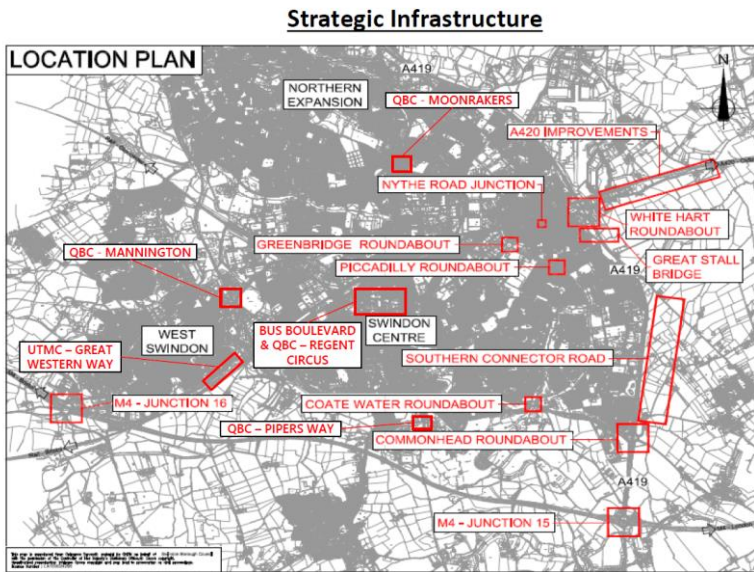 Strategic Infrastructure
LOCATION PLAN
A419
N
NORTHERN
EXPANSION
QBC - MOONRAKERS
A420 IMPROVEMENTS
NYTHE ROAD JUNCTION
WHITE HART
ROUNDABOUT
GREENBRIDGE ROUNDABOUT
QBC - MANNINGTON
GREAT STALL
BRIDGE
PICCADILLY ROUNDABOUT
A419
WEST
SWINDON
BUS BOULEVARD
& QBC – REGENT
CIRCUS
SWINDON
CENTRE
UTMC – GREAT
WESTERN WAY
SOUTHERN CONNECTOR ROAD
M4 - JUNCTION 16
COATE WATER ROUNDABOUT
QBC – PIPERS WAY
COMMONHEAD ROUNDABOUT
A419
M4 - JUNCTION 15